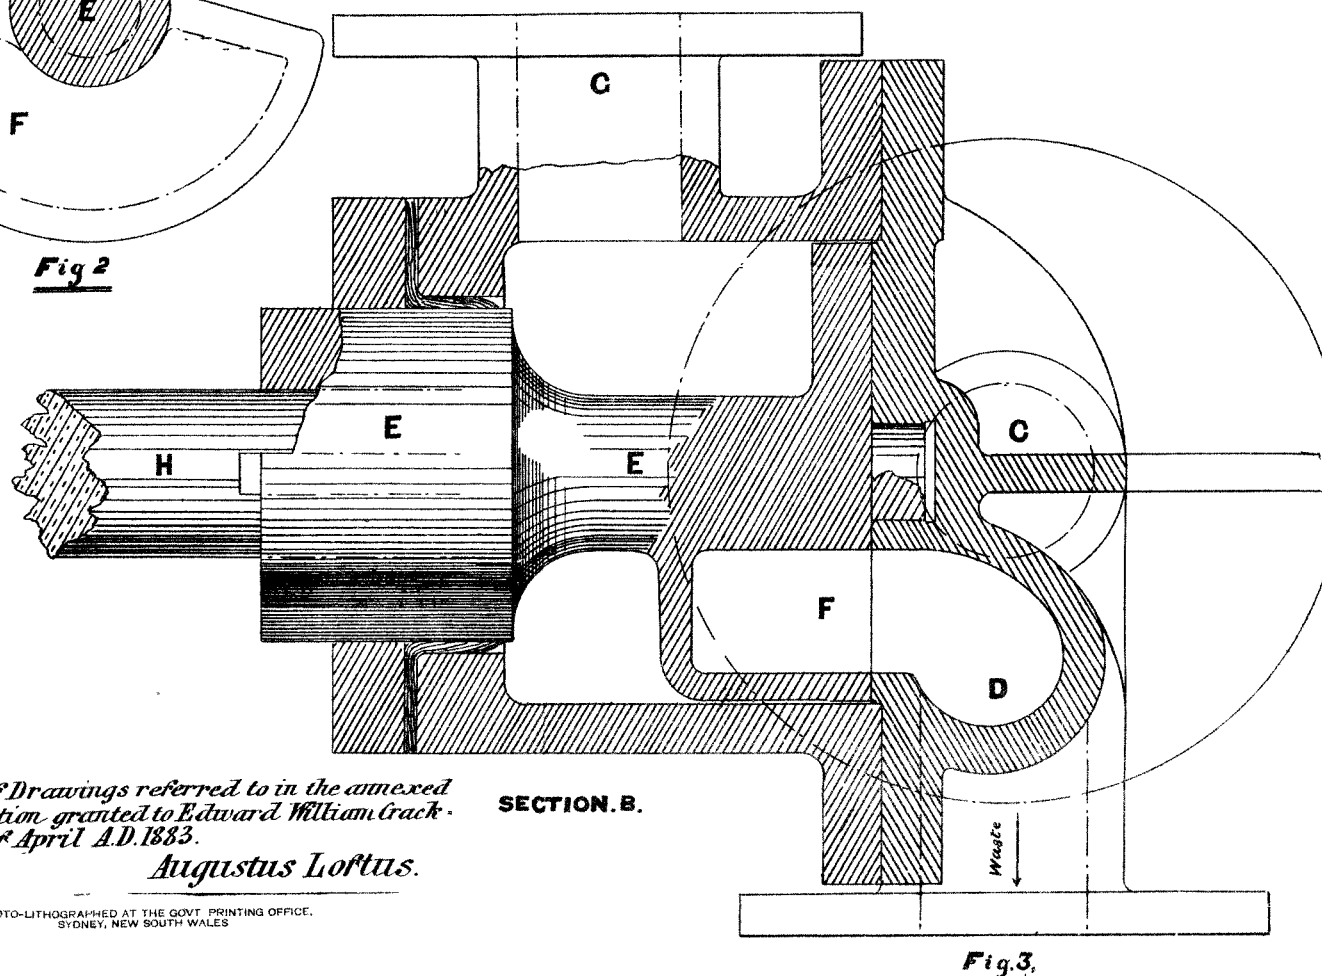 E
F
Fig 2
C
E
E
C
H
F
D
Drawings referred to in the annexed
tion granted to Edward William Crack-
April A.D. 1883.
Augustus Loftus.
SECTION. B.
Waste
OTO-LITHOGRAPHED AT THE GOVT PRINTING OFFICE,
SYDNEY, NEW SOUTH WALES
Fig. 3.